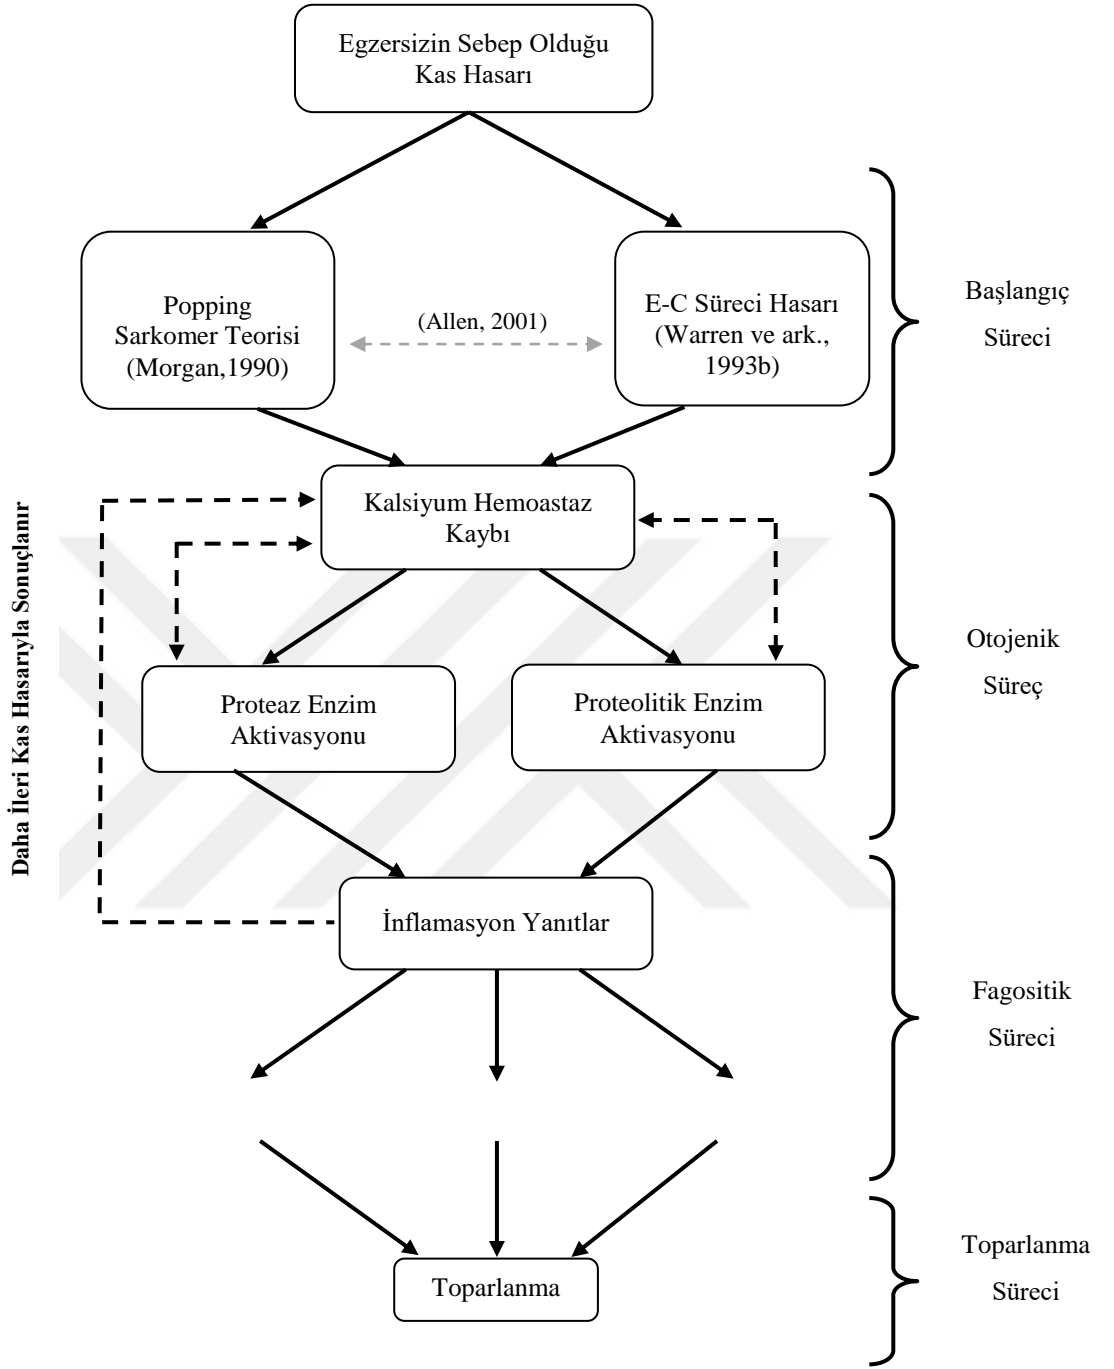 Egzersizin Sebep Olduğu
Kas Hasarı
Popping
Sarkomer Teorisi
(Morgan,1990)
(Allen, 2001)
E-C Süreci Hasarı
(Warren ve ark.,
1993b)
Başlangıç
Süreci
Kalsiyum Hemoastaz
Kaybı
Daha İleri Kas Hasarıyla Sonuçlanır
Proteaz Enzim
Aktivasyonu
Proteolitik Enzim
Aktivasyonu
Otojenik
Süreç
İnflamasyon Yanıtlar
Fagositik
Süreci
Toparlanma
Toparlanma
Süreci